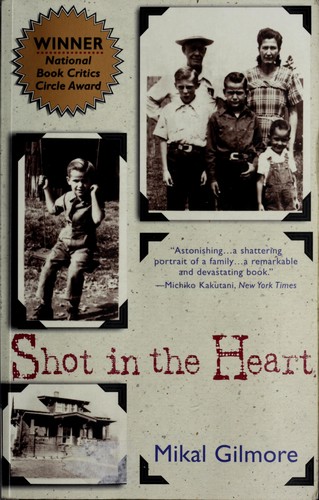 WINNER
National
Book Critics
Circle Award
"Astonishing...a shattering
portrait of a family...a remarkable
and devastating book."
—Michiko Kakutani, New York Times
Shot in the Heart
Mikal Gilmore